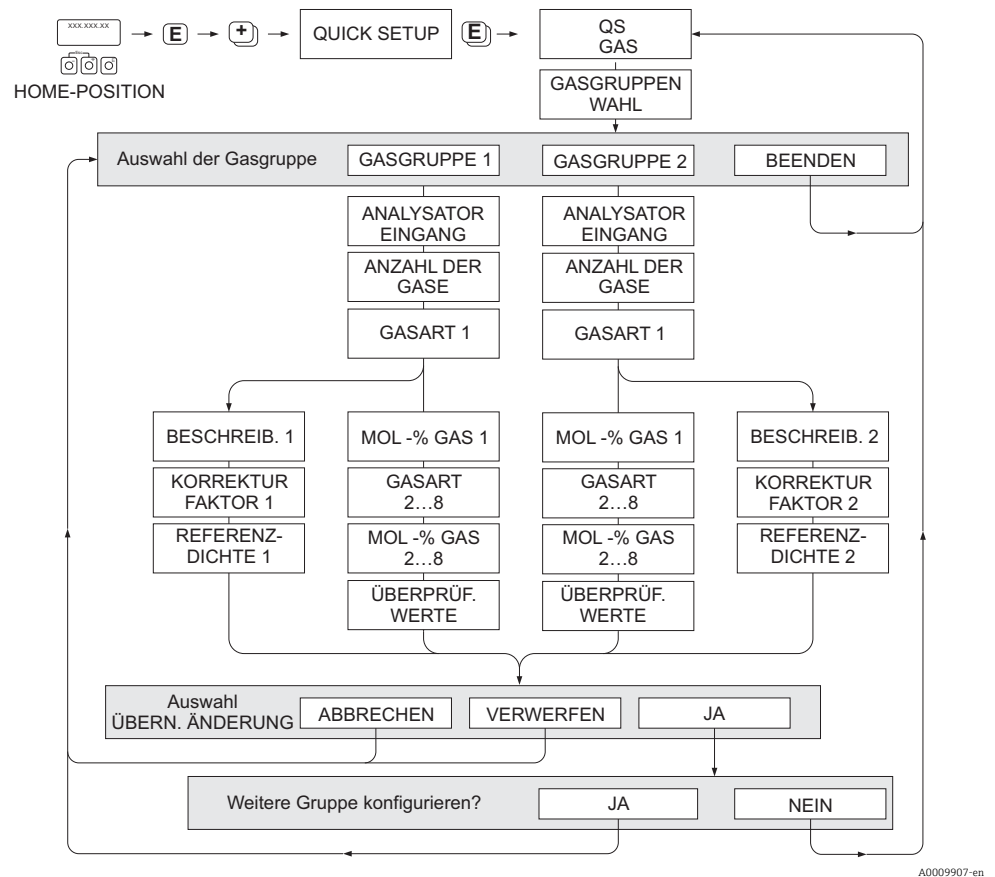 xxx.xxx.xx
Esc
- + E
HOME-POSITION
E
+
QUICK SETUP
E
QS
GAS
GASGRUPPEN
WAHL
Auswahl der Gasgruppe
GASGRUPPE 1
GASGRUPPE 2
BEENDEN
ANALYSATOR
EINGANG
ANALYSATOR
EINGANG
ANZAHL DER
GASE
ANZAHL DER
GASE
GASART 1
GASART 1
BESCHREIB. 1
MOL -% GAS 1
MOL -% GAS 1
BESCHREIB. 2
KORREKTUR
FAKTOR 1
GASART
2...8
GASART
2...8
KORREKTUR
FAKTOR 2
REFERENZ-
DICHTE 1
MOL -% GAS
2...8
MOL -% GAS
2...8
REFERENZ-
DICHTE 2
ÜBERPRÜF.
WERTE
ÜBERPRÜF.
WERTE
Auswahl
ÜBERN. ÄNDERUNG
ABBRECHEN
VERWERFEN
JA
Weitere Gruppe konfigurieren?
JA
NEIN
A0009907-en